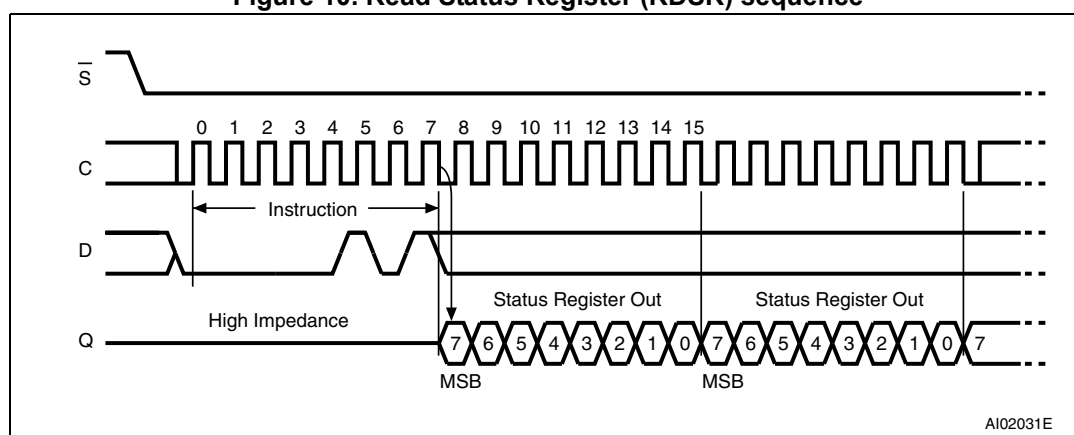 Figure 10. Read Status Register (RDSR) sequence
S
0 1 2 3 4 5 6 7 8 9 10 11 12 13 14 15
C
Instruction
D
Status Register Out Status Register Out
High Impedance
Q 7 6 5 4 3 2 1 0 7 6 5 4 3 2 1 0 7
MSB MSB
AI02031E